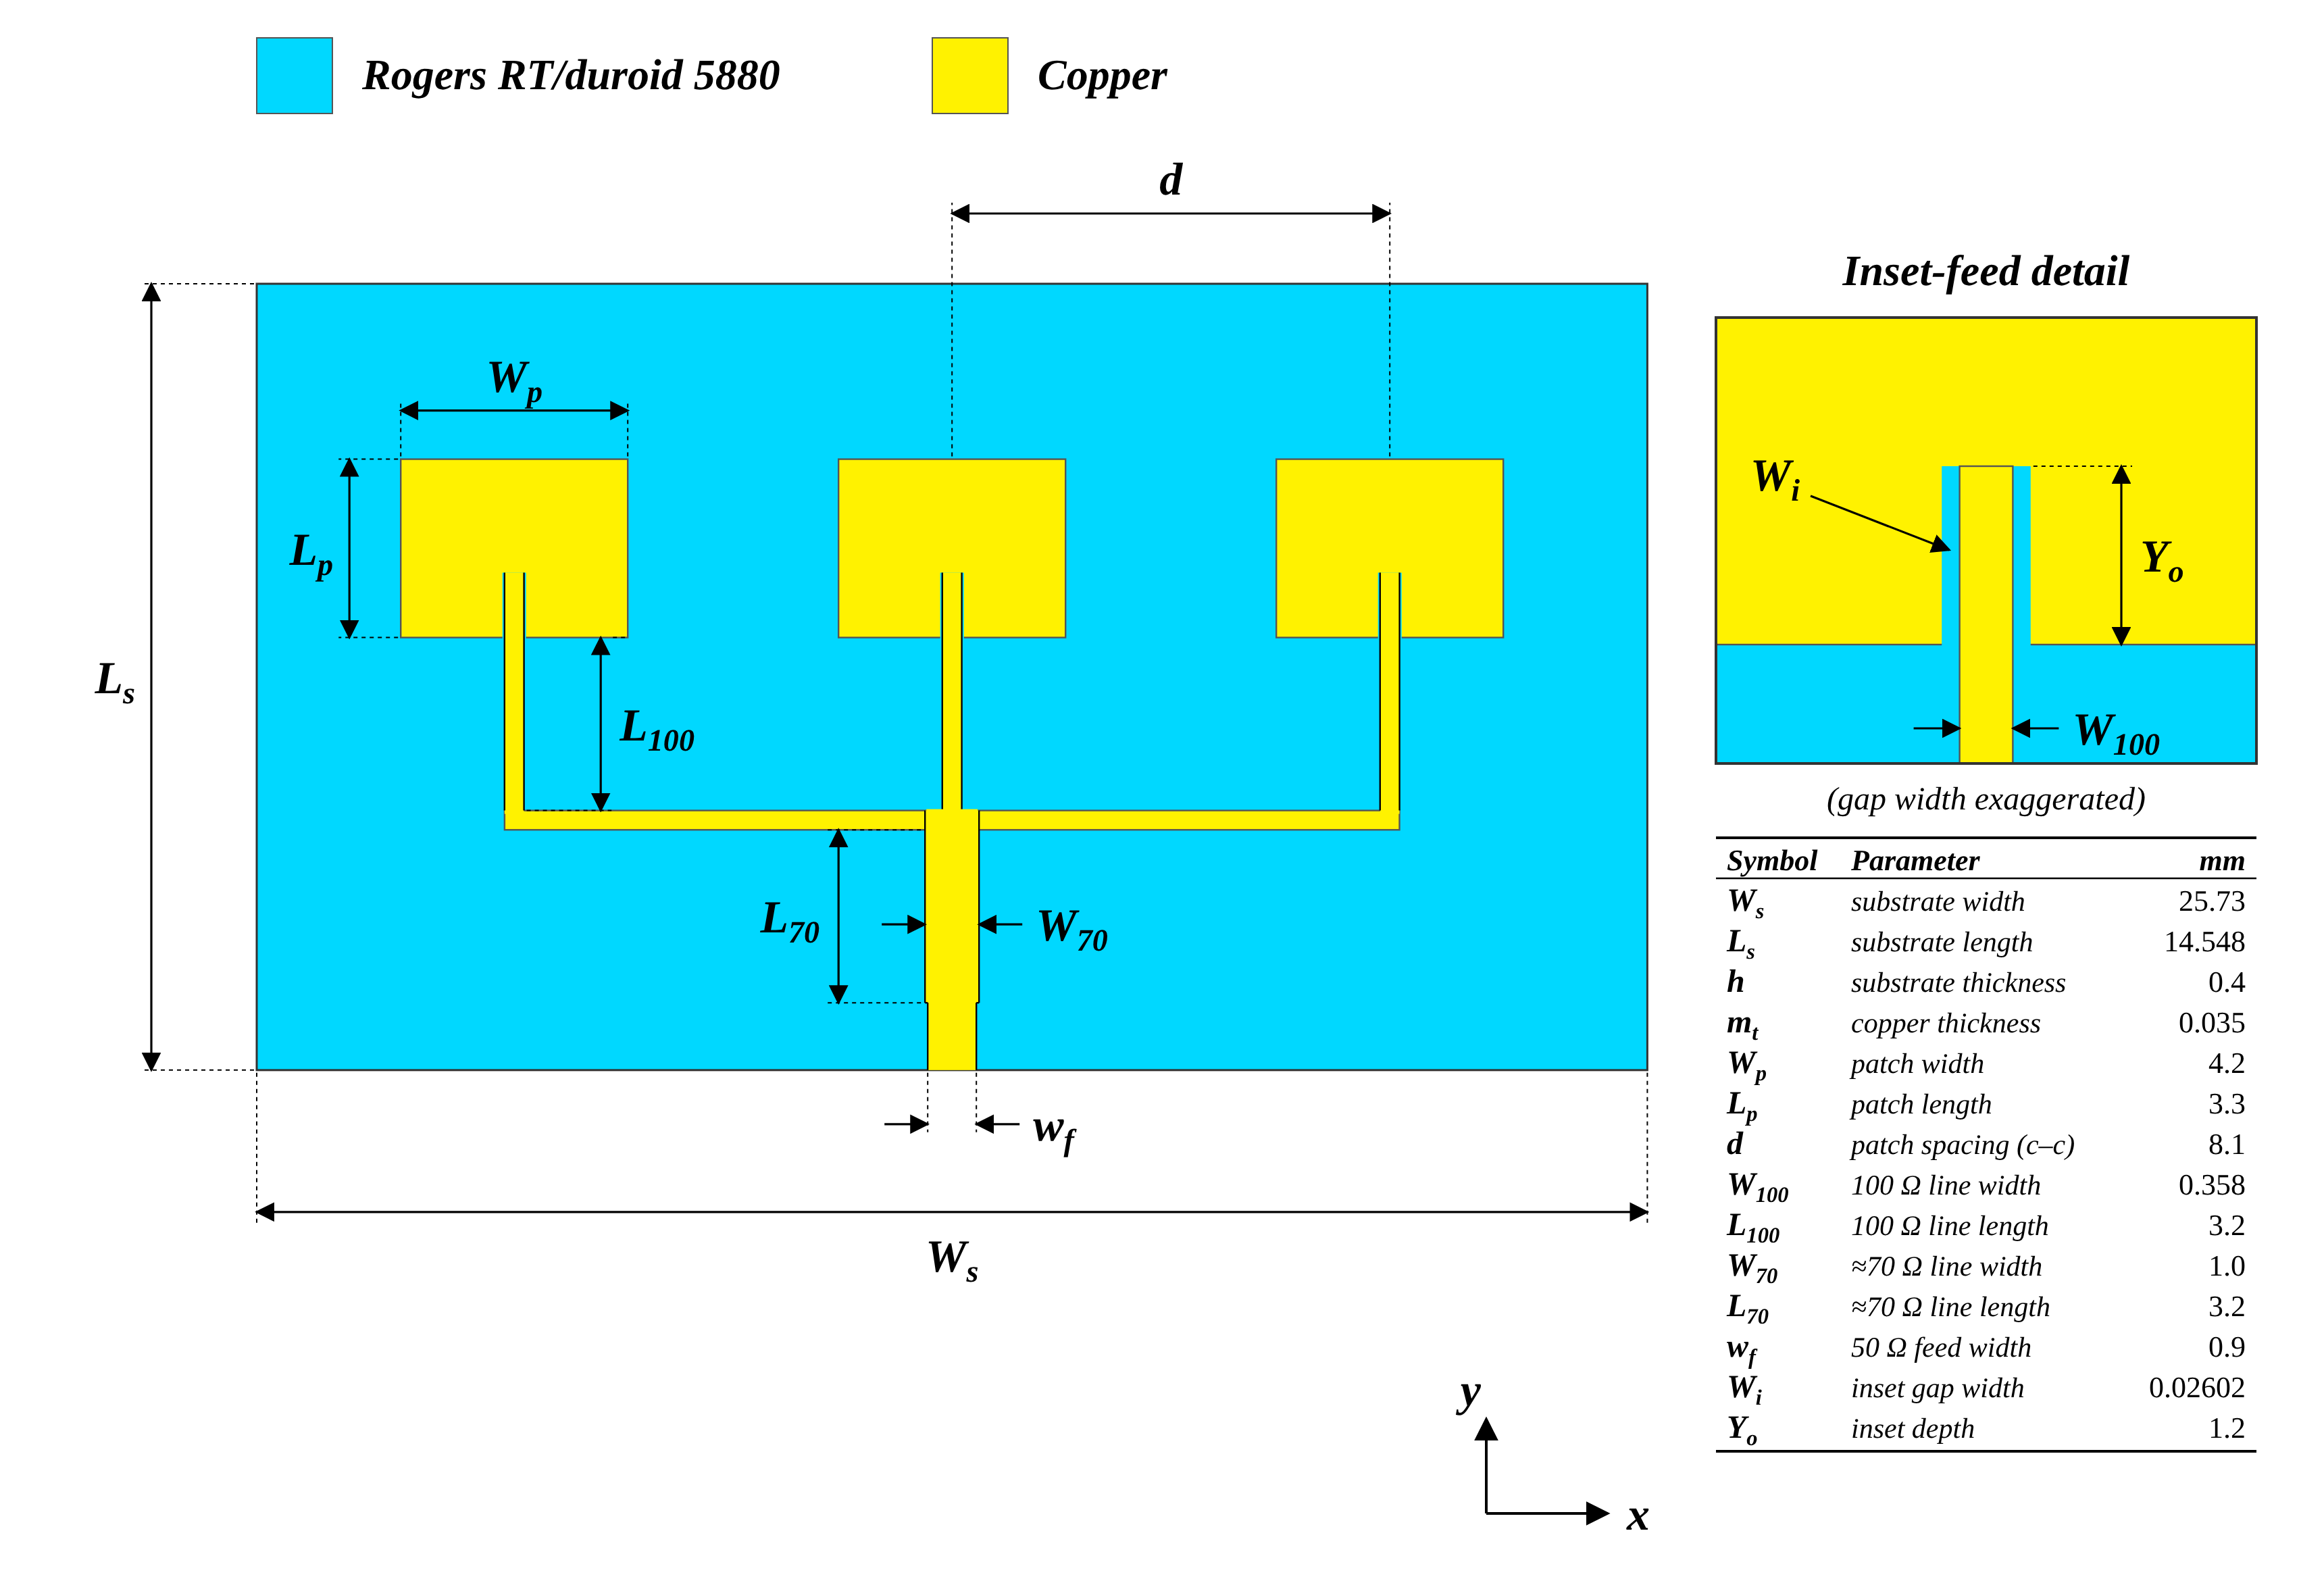 Rogers RT/duroid 5880
Copper
d
Inset-feed detail
Wp
Wi
Lp
Yo
Ls
L100
W100
(gap width exaggerated)
L70
W70
wf
Ws
y
x
Symbol Parameter mm
Ws substrate width 25.73
Ls substrate length 14.548
h substrate thickness 0.4
mt copper thickness 0.035
Wp patch width 4.2
Lp patch length 3.3
d patch spacing (c–c) 8.1
W100 100 Ω line width 0.358
L100 100 Ω line length 3.2
W70 ≈70 Ω line width 1.0
L70 ≈70 Ω line length 3.2
wf 50 Ω feed width 0.9
Wi inset gap width 0.02602
Yo inset depth 1.2